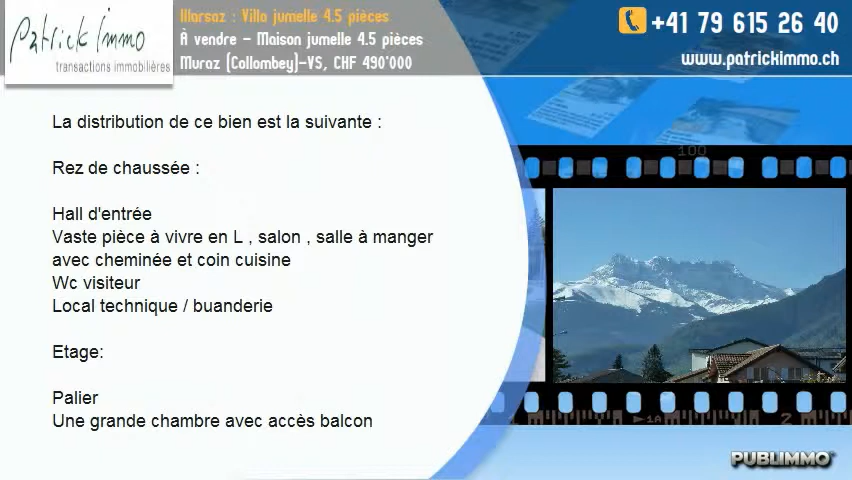 Patrick Immo
transactions immobilières
Illarsaz : Villa jumelle 4.5 pièces
À vendre - Maison jumelle 4.5 pièces
Muraz (Collombey)-VS, CHF 490'000
+41 79 615 26 40
www.patrickimmo.ch
La distribution de ce bien est la suivante :
Rez de chaussée :
Hall d'entrée
Vaste pièce à vivre en L , salon , salle à manger
avec cheminée et coin cuisine
Wc visiteur
Local technique / buanderie
Etage:
Palier
Une grande chambre avec accès balcon
100
1A
2
PUBLIMMO